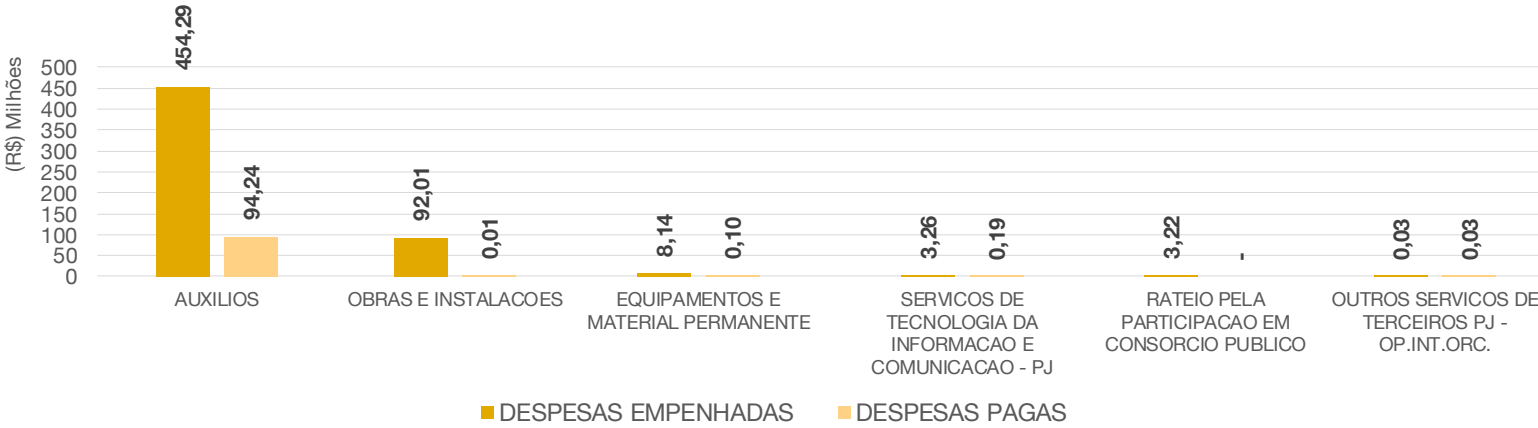 (R$) Milhões
500
450
400
350
300
250
200
150
100
50
0
454,29
94,24
92,01
0,01
8,14
0,10
3,26
0,19
3,22
-
0,03
0,03
AUXILIOS
OBRAS E INSTALACOES
EQUIPAMENTOS E
MATERIAL PERMANENTE
SERVICOS DE
TECNOLOGIA DA
INFORMACAO E
COMUNICACAO - PJ
RATEIO PELA
PARTICIPACAO EM
CONSORCIO PUBLICO
OUTROS SERVICOS DE
TERCEIROS PJ -
OP.INT.ORC.
DESPESAS EMPENHADAS
DESPESAS PAGAS